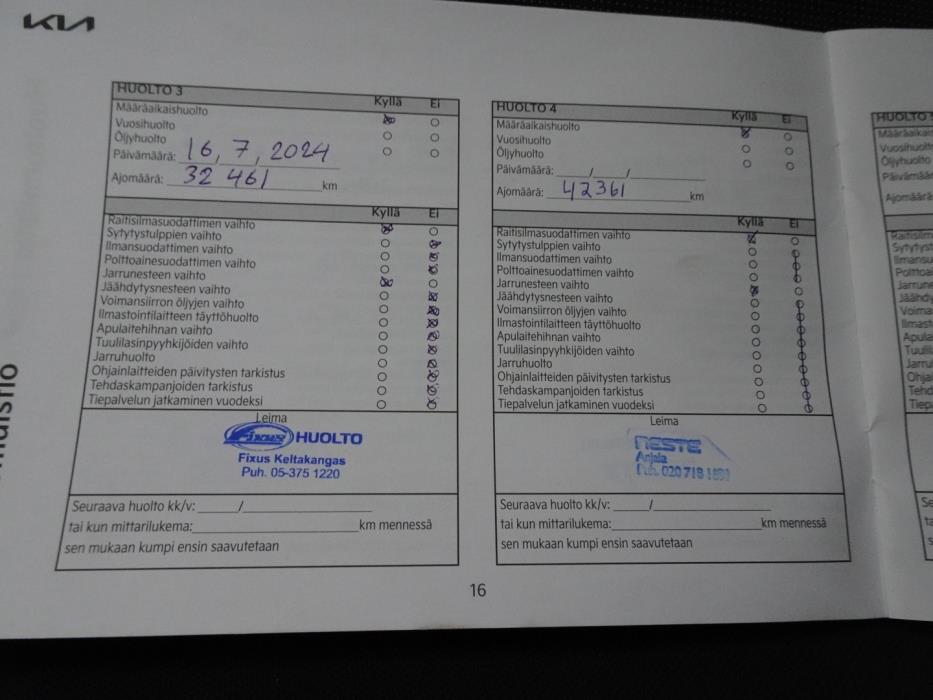 KIA
HUOLTO 3
Kyllä Ei
Määräaikaishuolto
Vuosihuolto
Öljyhuolto
Päivämäärä: 16, 7, 2024
Ajomäärä: 32 461 km
Kyllä Ei
Raitisilmasuodattimen vaihto
Sytytystulppien vaihto
Ilmansuodattimen vaihto
Polttoainesuodattimen vaihto
Jarrunesteen vaihto
Jäähdytysnesteen vaihto
Voimansiirron öljyjen vaihto
Ilmastointilaitteen täyttöhuolto
Apulaitehihnan vaihto
Tuulilasinpyyhkijöiden vaihto
Jarruhuolto
Ohjainlaitteiden päivitysten tarkistus
Tehdaskampanjoiden tarkistus
Tiepalvelun jatkaminen vuodeksi
Leima
FIXUS HUOLTO
Fixus Keltakangas
Puh. 05-375 1220
Seuraava huolto kk/v: /
tai kun mittarilukema: km mennessä
sen mukaan kumpi ensin saavutetaan
HUOLTO 4
Kyllä Ei
Määräaikaishuolto
Vuosihuolto
Öljyhuolto
Päivämäärä: / /
Ajomäärä: 42361 km
Kyllä Ei
Raitisilmasuodattimen vaihto
Sytytystulppien vaihto
Ilmansuodattimen vaihto
Polttoainesuodattimen vaihto
Jarrunesteen vaihto
Jäähdytysnesteen vaihto
Voimansiirron öljyjen vaihto
Ilmastointilaitteen täyttöhuolto
Apulaitehihnan vaihto
Tuulilasinpyyhkijöiden vaihto
Jarruhuolto
Ohjainlaitteiden päivitysten tarkistus
Tehdaskampanjoiden tarkistus
Tiepalvelun jatkaminen vuodeksi
Leima
NESTE
Anjala
Puh. 020 718
Seuraava huolto kk/v: /
tai kun mittarilukema: km mennessä
sen mukaan kumpi ensin saavutetaan
16
HUOLTO